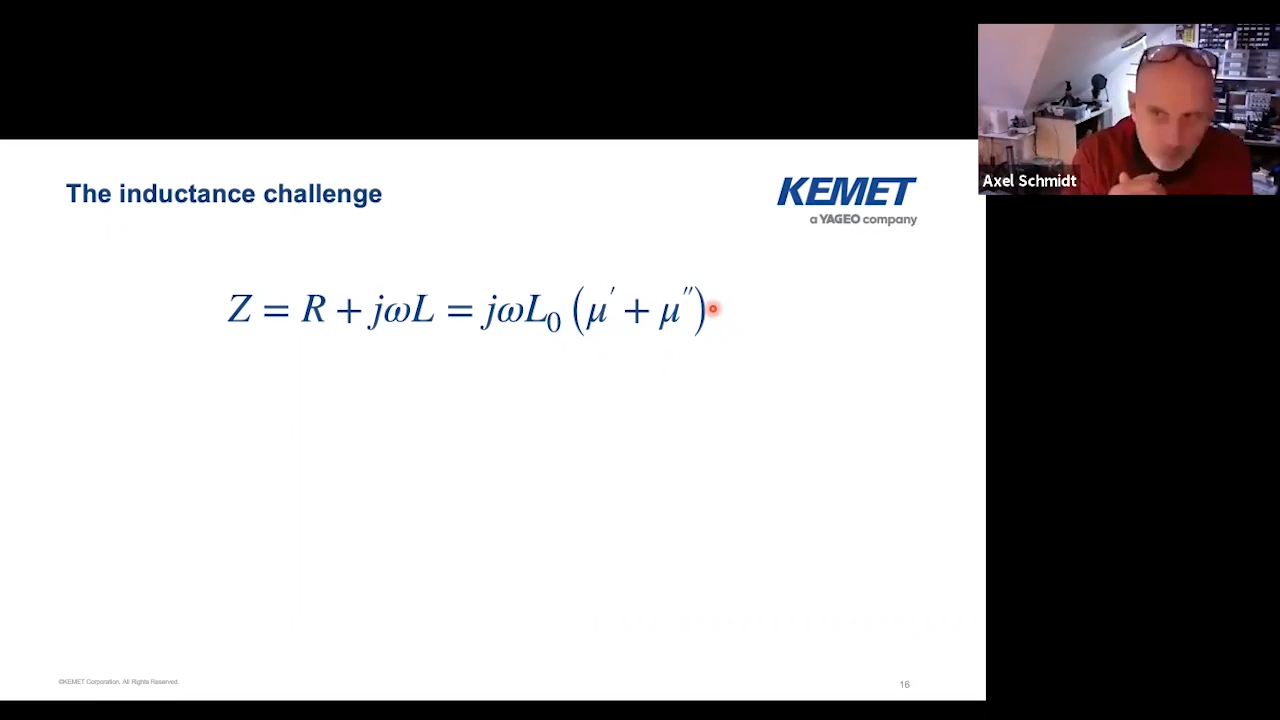 The inductance challenge
KEMET
a YAGEO company
Axel Schmidt
Z = R + jωL = jωL₀ (μ′ + μ″)
©KEMET Corporation. All Rights Reserved.
16